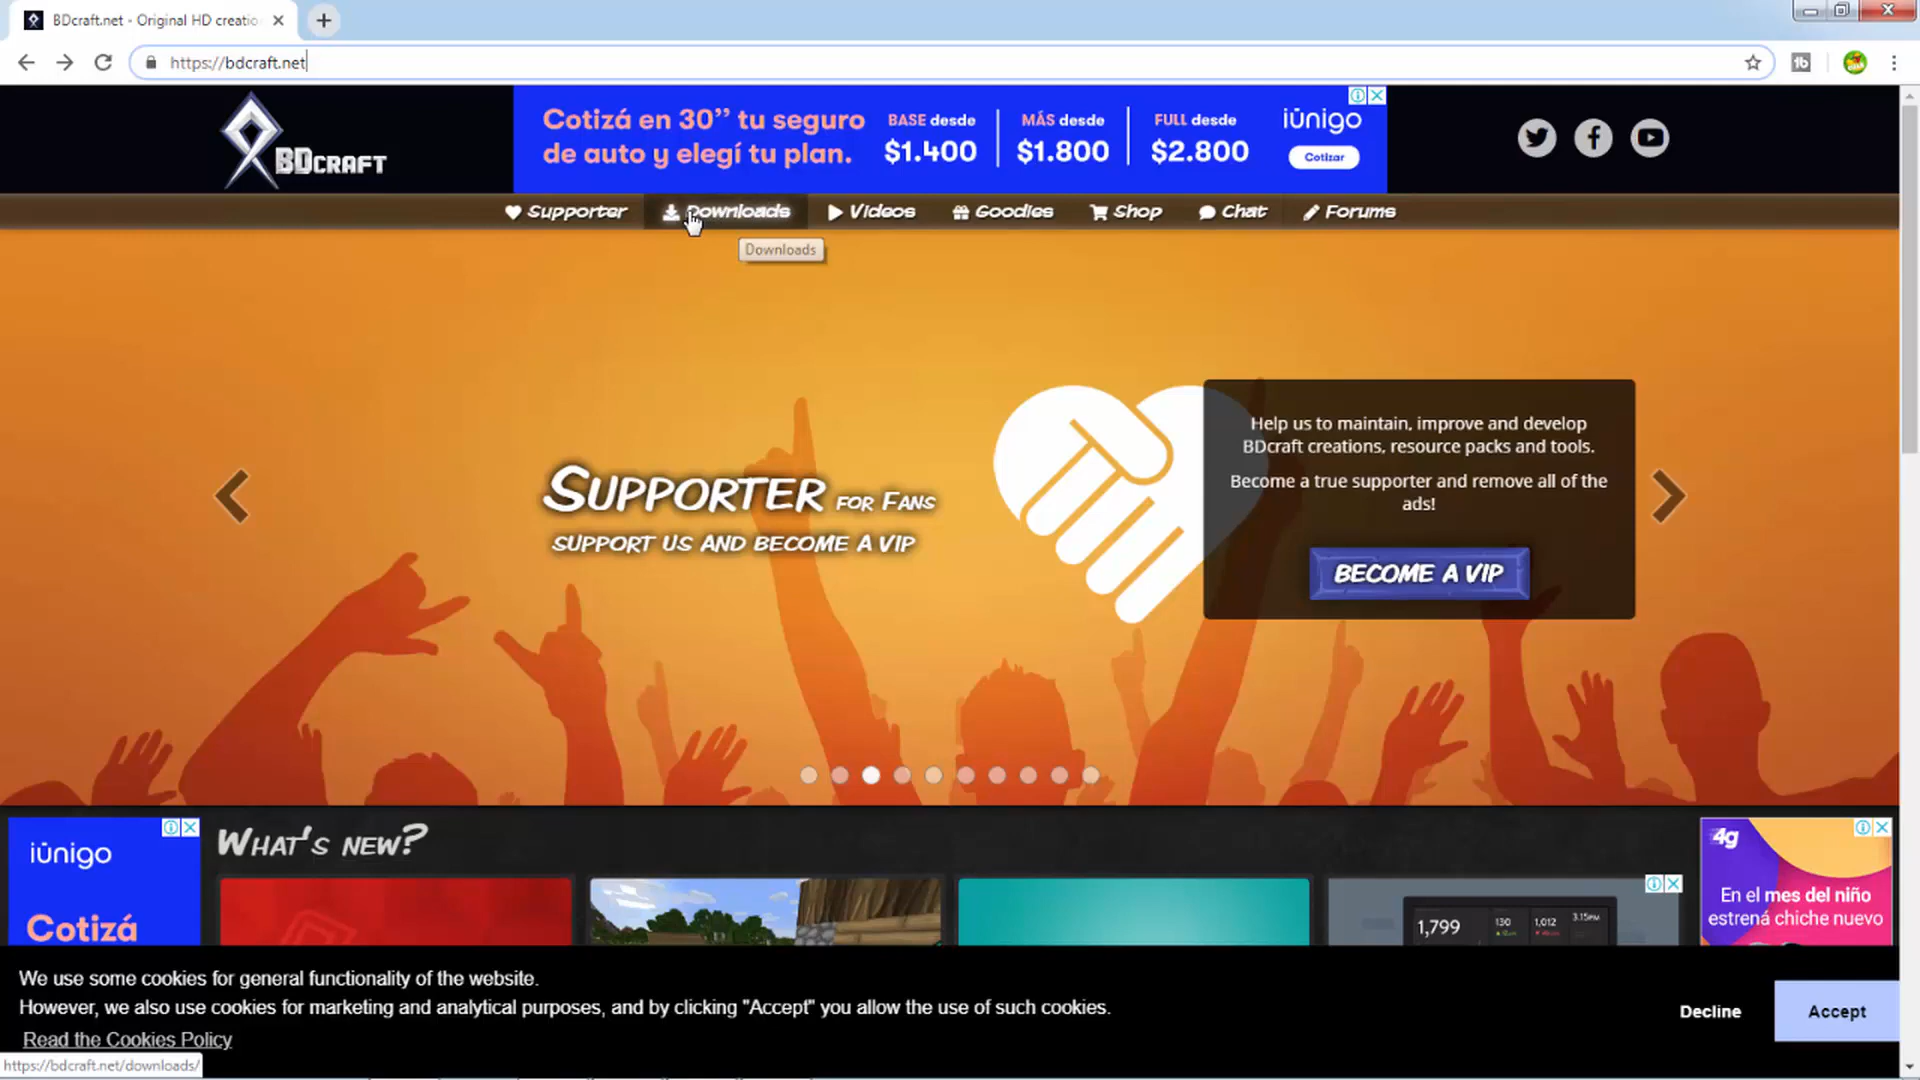 BDcraft.net - Original HD creatio
https://bdcraft.net
BDCRAFT
Cotizá en 30’’ tu seguro
de auto y elegí tu plan.
BASE desde
$1.400
MÁS desde
$1.800
FULL desde
$2.800
iúnigo
Cotizar
Supporter
Downloads
Videos
Goodies
Shop
Chat
Forums
Downloads
SUPPORTER FOR FANS
SUPPORT US AND BECOME A VIP
Help us to maintain, improve and develop
BDcraft creations, resource packs and tools.
Become a true supporter and remove all of the
ads!
BECOME A VIP
iúnigo
Cotizá
WHAT'S NEW?
1,799
130
1,012
3:15PM
4g
En el mes del niño
estrená chiche nuevo
We use some cookies for general functionality of the website.
However, we also use cookies for marketing and analytical purposes, and by clicking "Accept" you allow the use of such cookies.
Read the Cookies Policy
Decline
Accept
https://bdcraft.net/downloads/